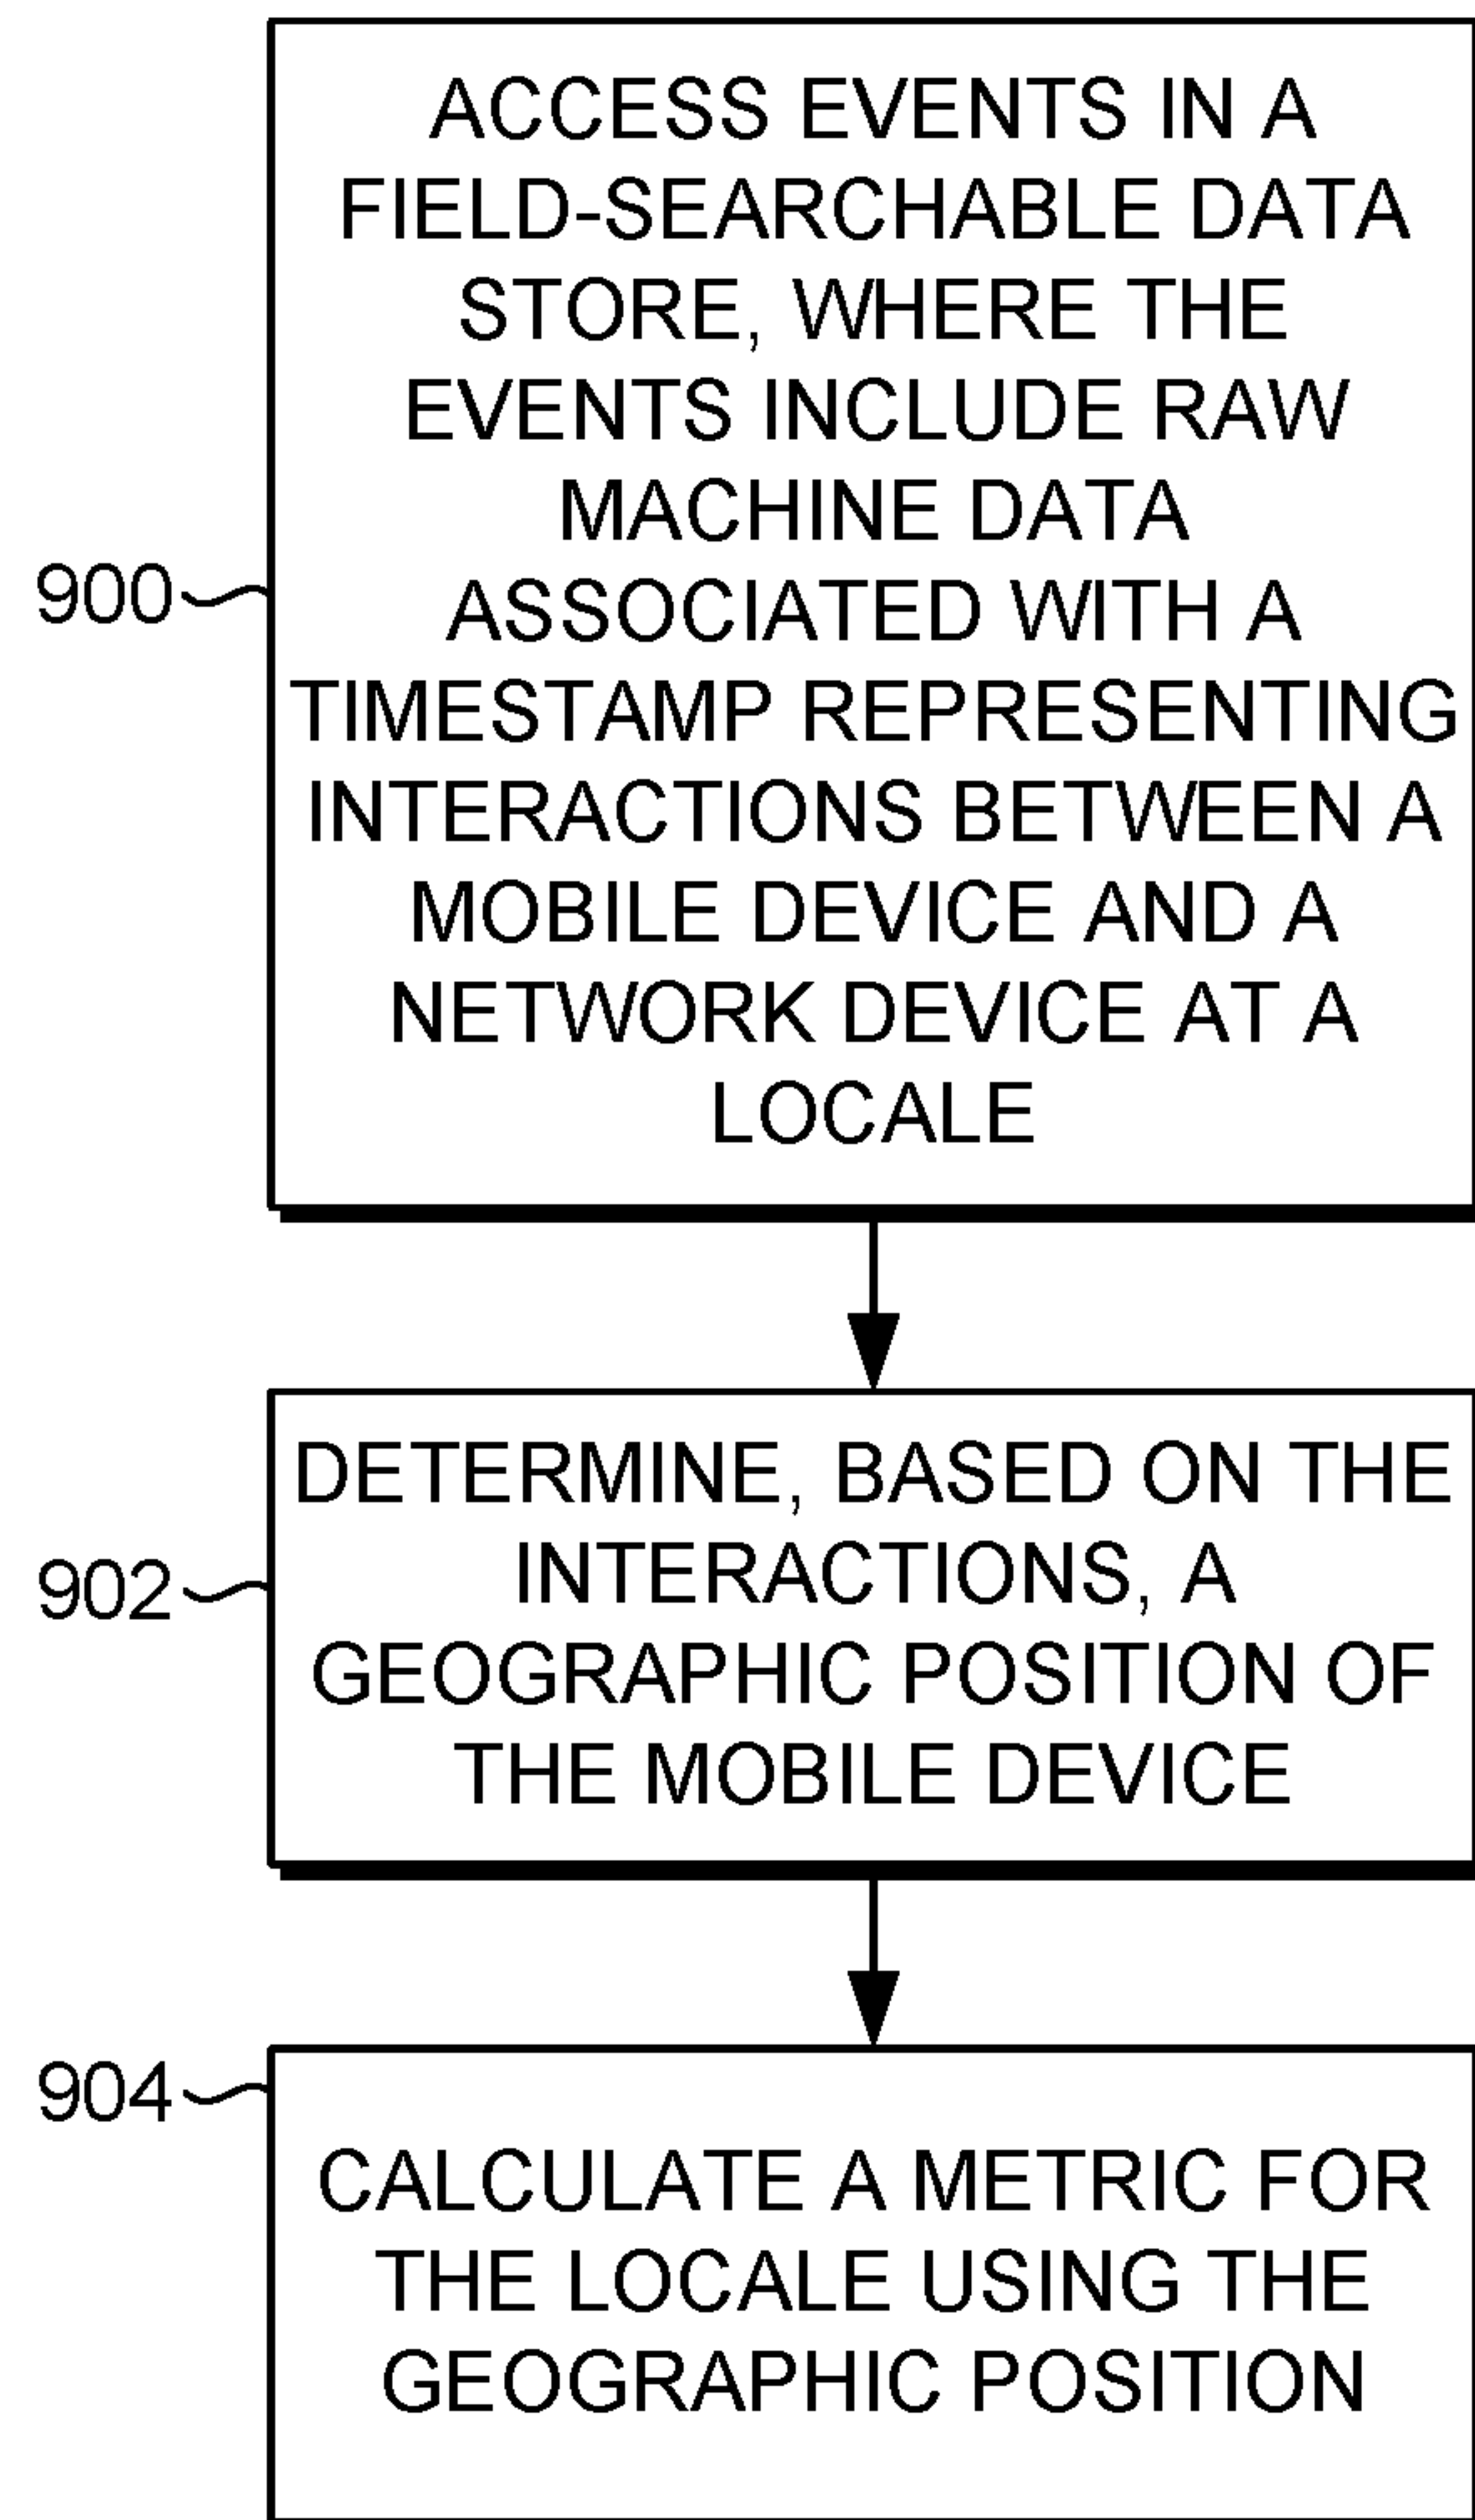 ACCESS EVENTS IN A
FIELD-SEARCHABLE DATA
STORE, WHERE THE
EVENTS INCLUDE RAW
MACHINE DATA
900
ASSOCIATED WITH A
TIMESTAMP REPRESENTING
INTERACTIONS BETWEEN A
MOBILE DEVICE AND A
NETWORK DEVICE AT A
LOCALE
DETERMINE, BASED ON THE
902
INTERACTIONS, A
GEOGRAPHIC POSITION OF
THE MOBILE DEVICE
904
CALCULATE A METRIC FOR
THE LOCALE USING THE
GEOGRAPHIC POSITION